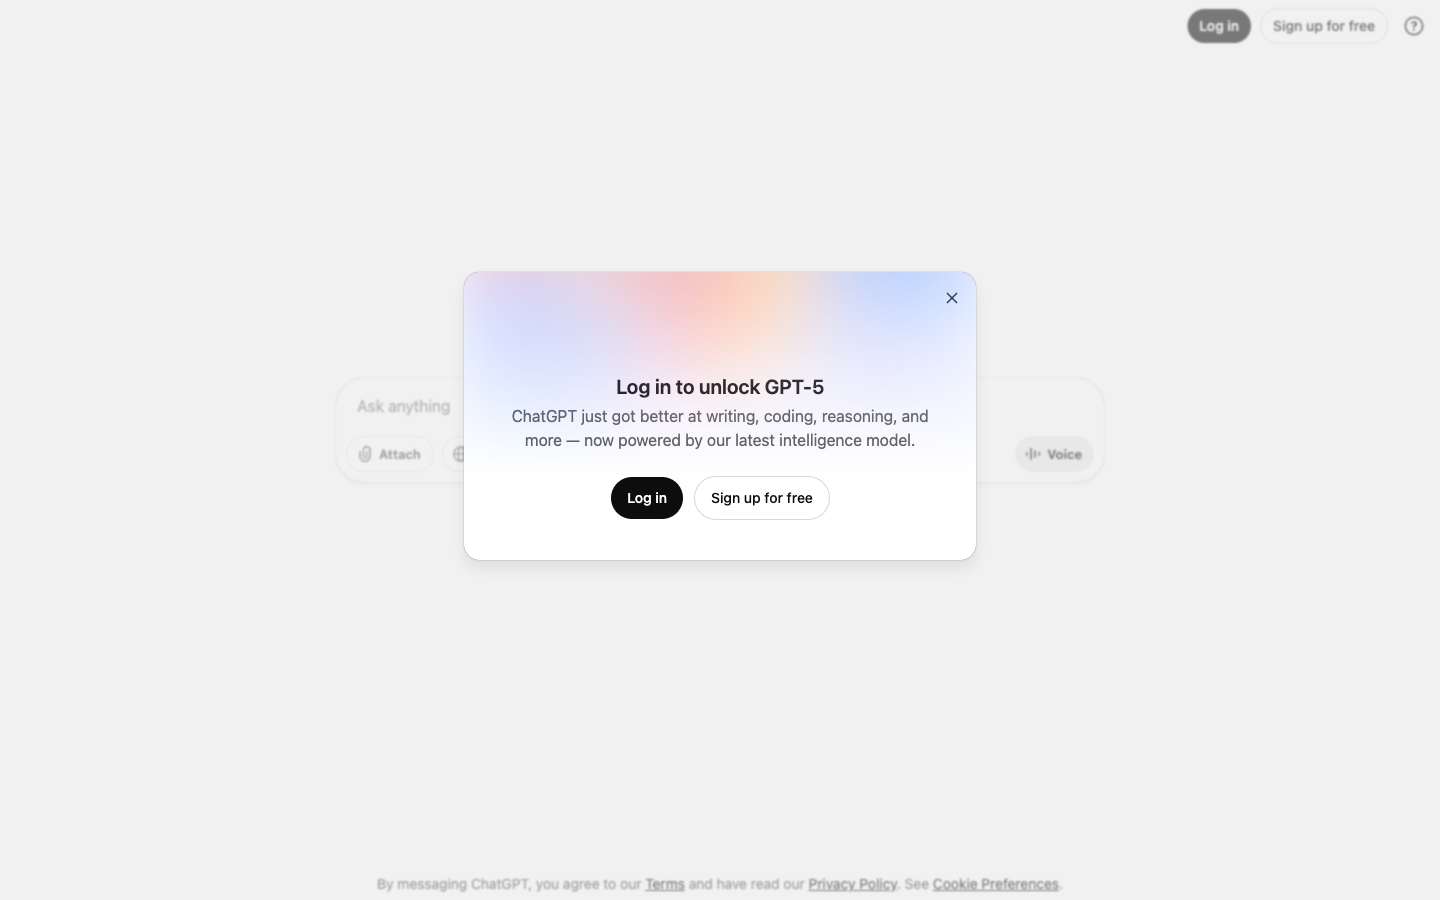 Log in
Sign up for free
Log in to unlock GPT-5
ChatGPT just got better at writing, coding, reasoning, and
more — now powered by our latest intelligence model.
Log in
Sign up for free
Ask anything
Attach
Voice
By messaging ChatGPT, you agree to our Terms and have read our Privacy Policy. See Cookie Preferences.